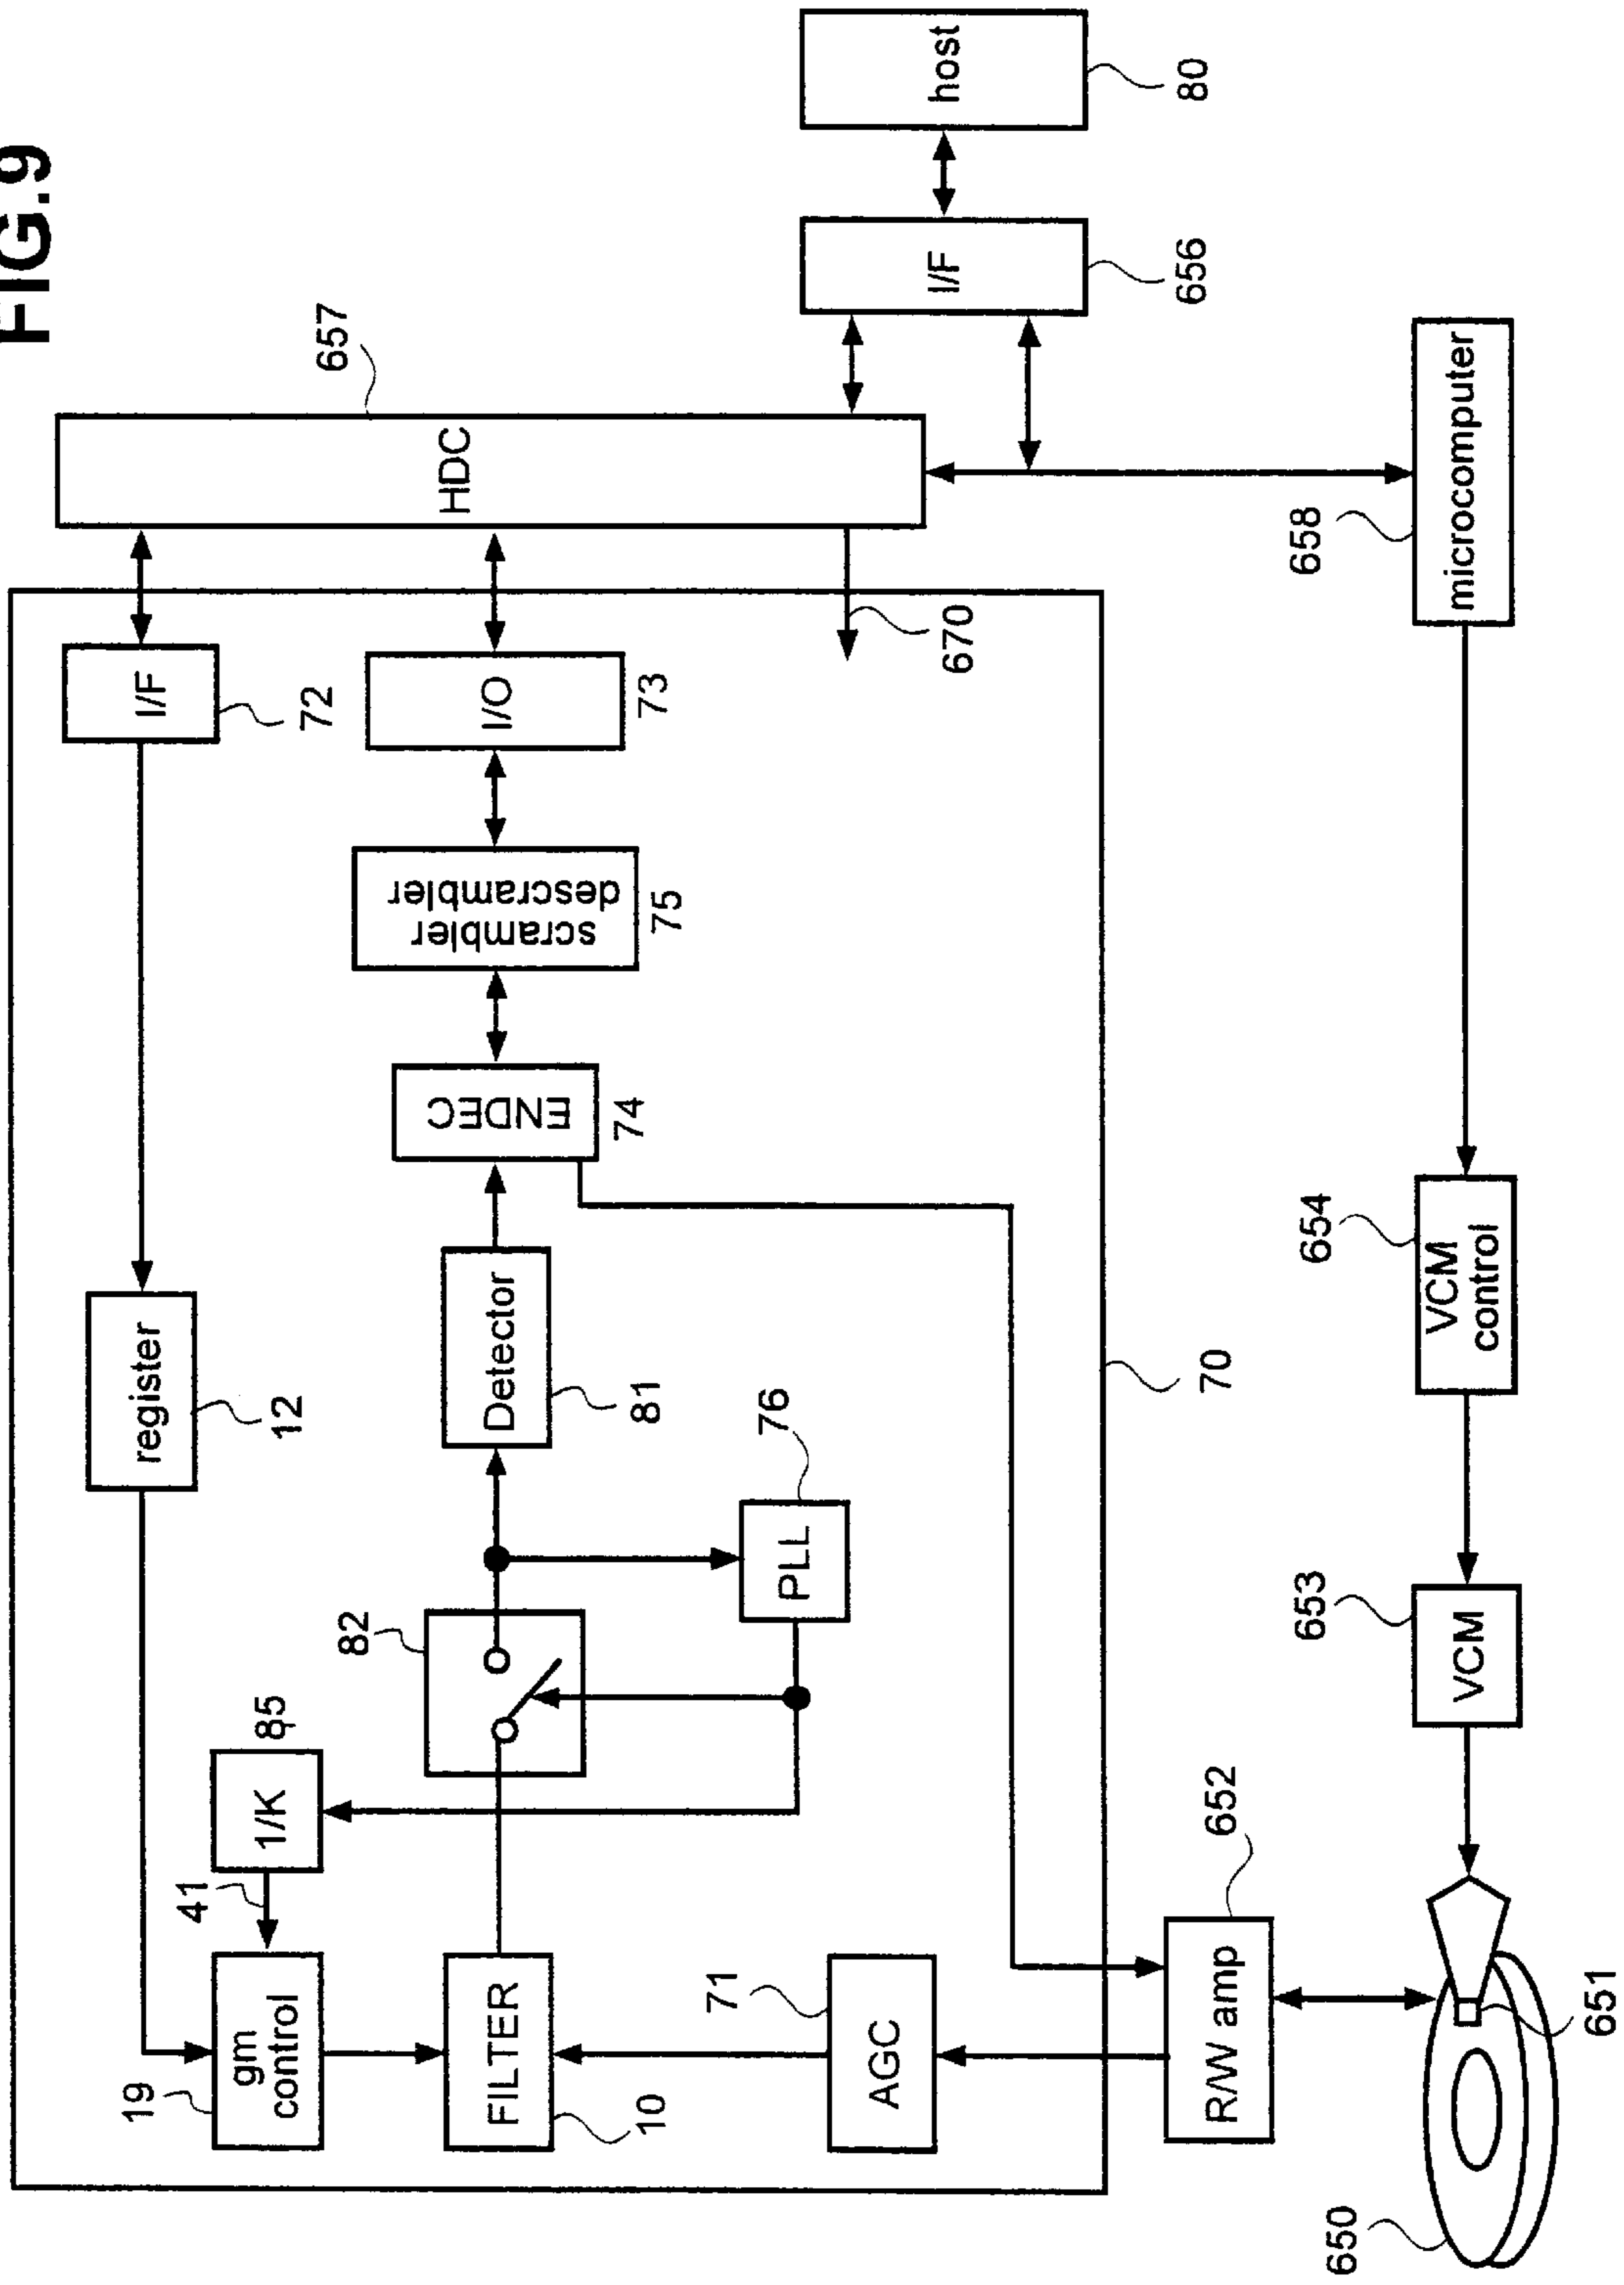 FIG.9
host
80
I/F
656
657
HDC
microcomputer
658
I/F
72
I/O
73
670
scrambler
descrambler
75
ENDEC
74
register
12
Detector
81
76
PLL
82
85
1/K
41
gm
control
19
FILTER
10
71
AGC
70
652
R/W amp
654
VCM
control
653
VCM
651
650